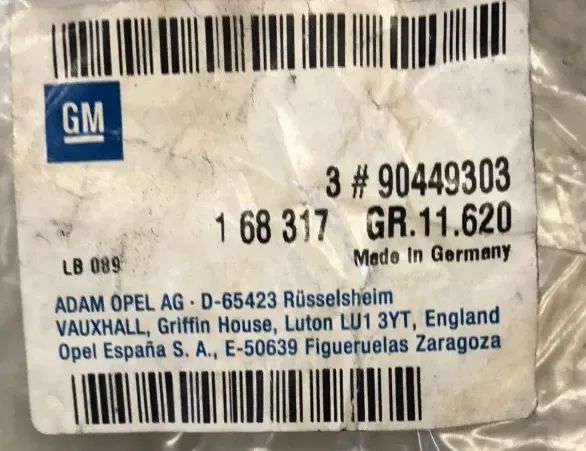 GM
3 # 90449303
1 68 317 GR.11.620
LB 089 Made in Germany
ADAM OPEL AG · D-65423 Rüsselsheim
VAUXHALL, Griffin House, Luton LU1 3YT, England
Opel España S. A., E-50639 Figueruelas Zaragoza